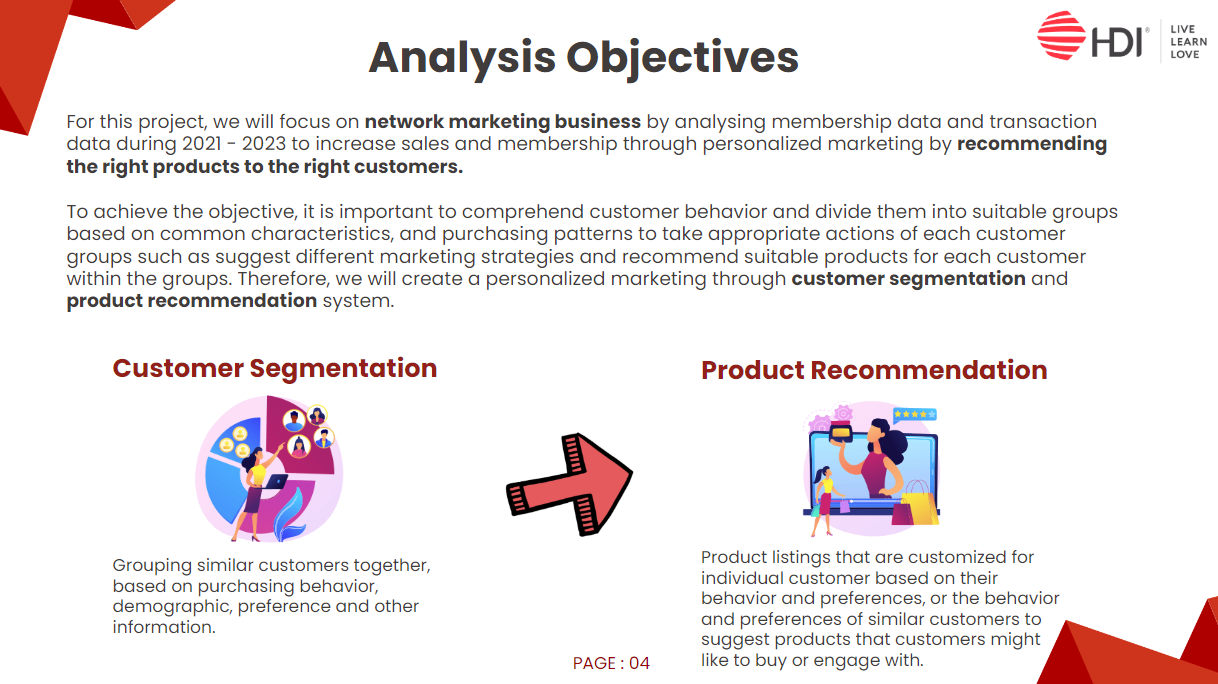 Analysis Objectives
HDI®
LIVE
LEARN
LOVE
For this project, we will focus on network marketing business by analysing membership data and transaction
data during 2021 - 2023 to increase sales and membership through personalized marketing by recommending
the right products to the right customers.
To achieve the objective, it is important to comprehend customer behavior and divide them into suitable groups
based on common characteristics, and purchasing patterns to take appropriate actions of each customer
groups such as suggest different marketing strategies and recommend suitable products for each customer
within the groups. Therefore, we will create a personalized marketing through customer segmentation and
product recommendation system.
Customer Segmentation
Grouping similar customers together,
based on purchasing behavior,
demographic, preference and other
information.
Product Recommendation
Product listings that are customized for
individual customer based on their
behavior and preferences, or the behavior
and preferences of similar customers to
suggest products that customers might
like to buy or engage with.
PAGE : 04